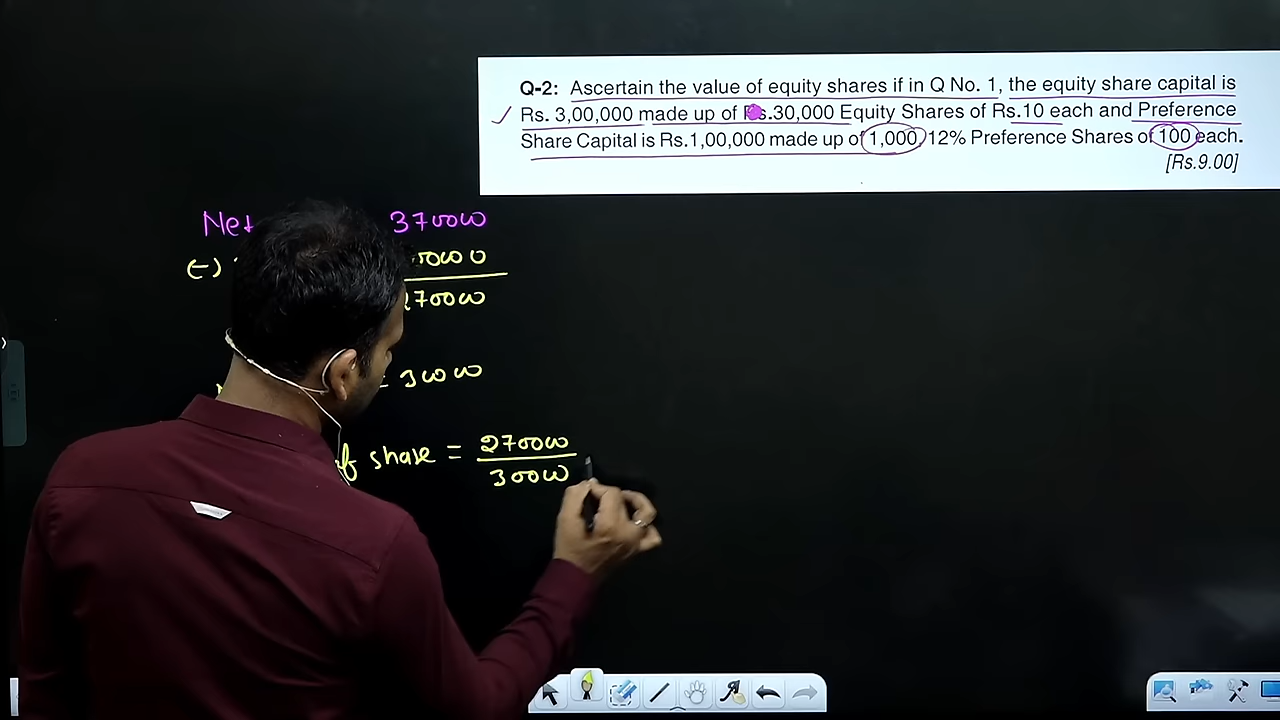 Q-2: Ascertain the value of equity shares if in Q No. 1, the equity share capital is
Rs. 3,00,000 made up of Rs.30,000 Equity Shares of Rs.10 each and Preference
Share Capital is Rs.1,00,000 made up of 1,000, 12% Preference Shares of 100 each.
[Rs.9.00]
Net 370000
(-) 00000
270000
= 30000
of share = 270000
30000